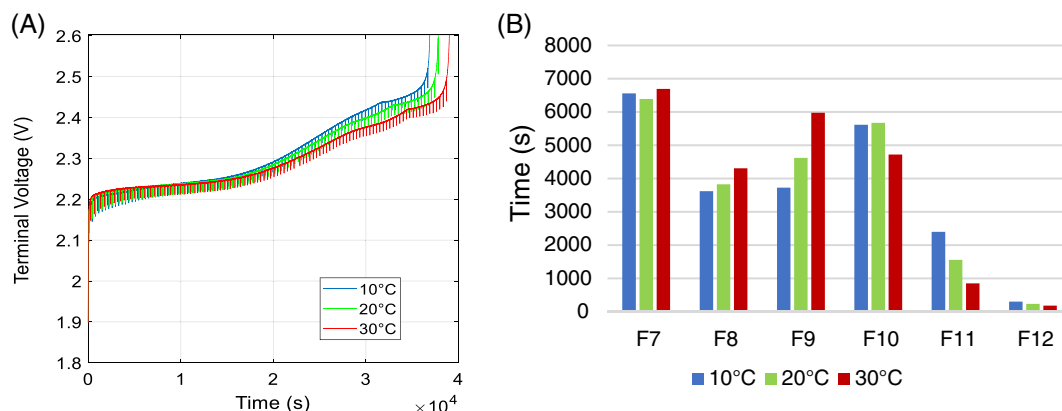 (A)
Terminal Voltage (V)
2.6
2.5
2.4
2.3
2.2
2.1
2
1.9
1.8
10°C
20°C
30°C
0 1 2 3 4
Time (s)
×10⁴
(B)
Time (s)
8000
7000
6000
5000
4000
3000
2000
1000
0
F7 F8 F9 F10 F11 F12
10°C 20°C 30°C